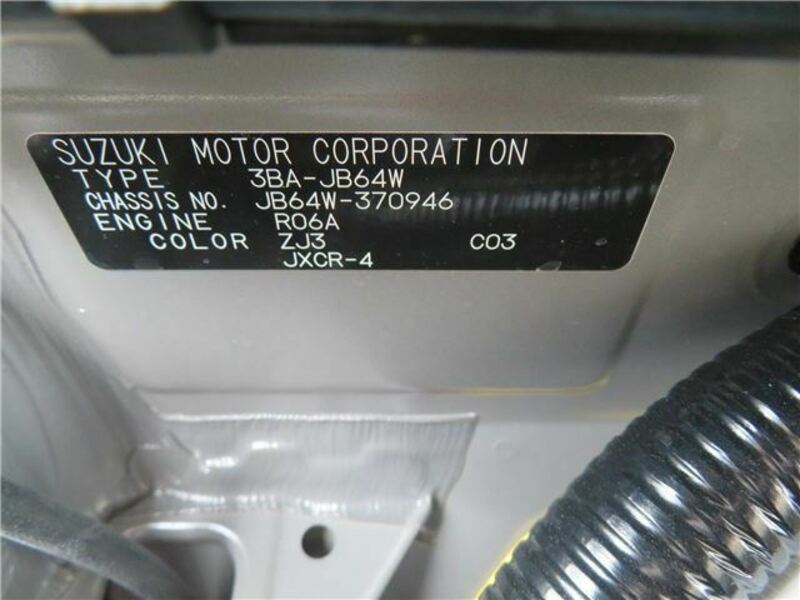 SUZUKI MOTOR CORPORATION
TYPE 3BA-JB64W
CHASSIS NO. JB64W-370946
ENGINE R06A
COLOR ZJ3 C03
JXCR-4